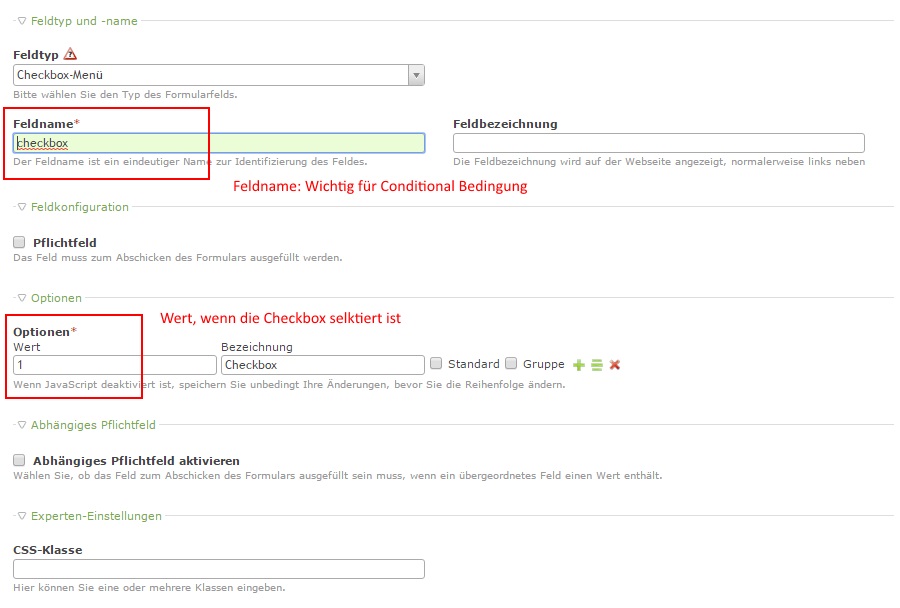 Feldtyp und -name
Feldtyp
Checkbox-Menü
Bitte wählen Sie den Typ des Formularfelds.
Feldname* Feldbezeichnung
checkbox
Der Feldname ist ein eindeutiger Name zur Identifizierung des Feldes. Die Feldbezeichnung wird auf der Webseite angezeigt, normalerweise links neben
Feldname: Wichtig für Conditional Bedingung
Feldkonfiguration
Pflichtfeld
Das Feld muss zum Abschicken des Formulars ausgefüllt werden.
Optionen
Wert, wenn die Checkbox selktiert ist
Optionen*
Wert Bezeichnung
1 Checkbox Standard Gruppe
Wenn JavaScript deaktiviert ist, speichern Sie unbedingt Ihre Änderungen, bevor Sie die Reihenfolge ändern.
Abhängiges Pflichtfeld
Abhängiges Pflichtfeld aktivieren
Wählen Sie, ob das Feld zum Abschicken des Formulars ausgefüllt sein muss, wenn ein übergeordnetes Feld einen Wert enthält.
Experten-Einstellungen
CSS-Klasse
Hier können Sie eine oder mehrere Klassen eingeben.